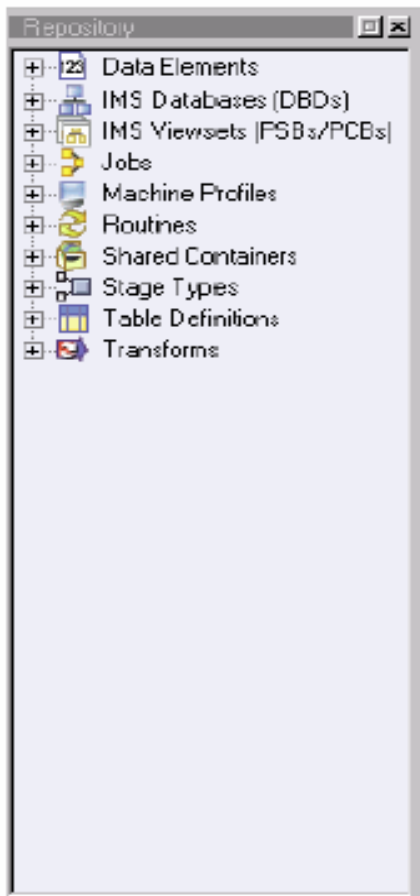 Repository
123 Data Elements
IMS Databases (DBDs)
IMS Viewsets (PSBs/PCBs)
Jobs
Machine Profiles
Routines
Shared Containers
Stage Types
Table Definitions
Transforms